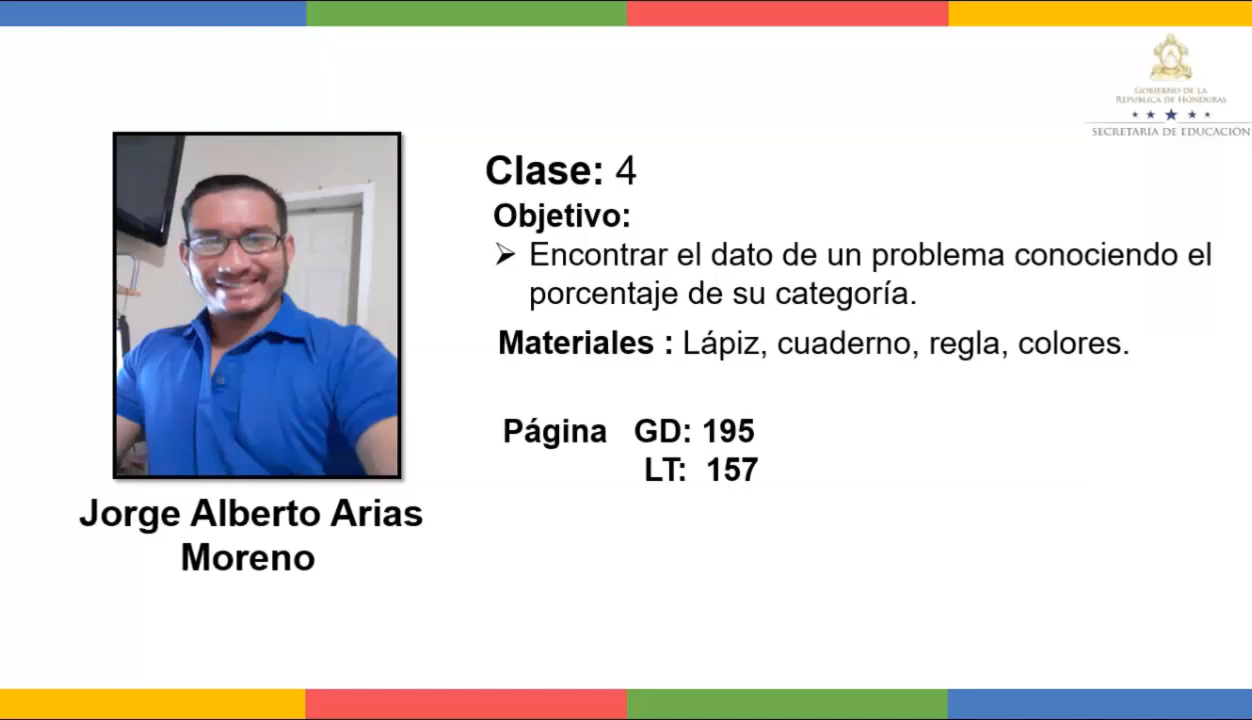 GOBIERNO DE LA
REPÚBLICA DE HONDURAS
SECRETARÍA DE EDUCACIÓN
Clase: 4
Objetivo:
➢ Encontrar el dato de un problema conociendo el
porcentaje de su categoría.
Materiales : Lápiz, cuaderno, regla, colores.
Página GD: 195
LT: 157
Jorge Alberto Arias
Moreno